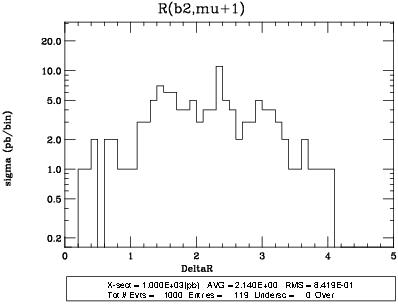 R(b2,mu+1)
20.0
10.0
5.0
2.0
1.0
0.5
0.2
sigma (pb/bin)
0 1 2 3 4 5
DeltaR
X-sect = 1.000E+03(pb) AVG = 2.140E+00 RMS = 8.419E-01
Tot # Evts = 1000 Entries = 119 Undersc = 0 Over